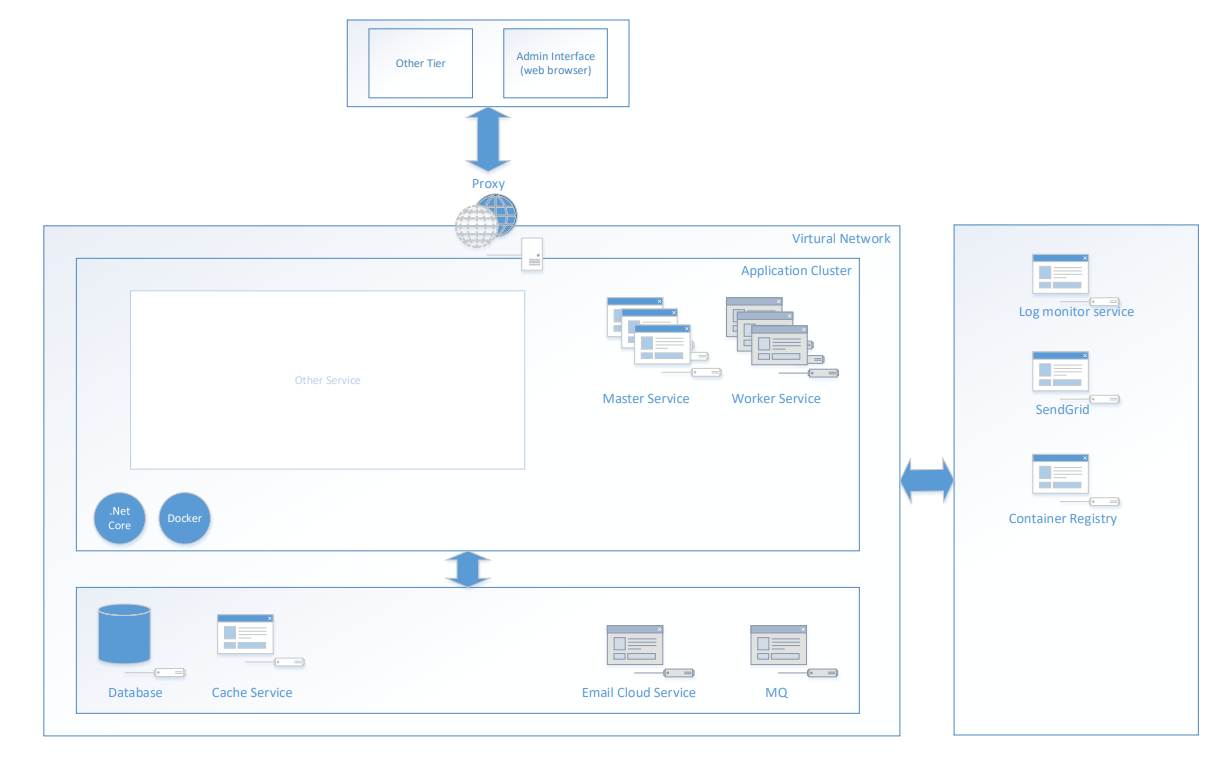 Other Tier
Admin Interface
(web browser)
Proxy
Virtural Network
Application Cluster
Other Service
Master Service
Worker Service
.Net
Core
Docker
Database
Cache Service
Email Cloud Service
MQ
Log monitor service
SendGrid
Container Registry